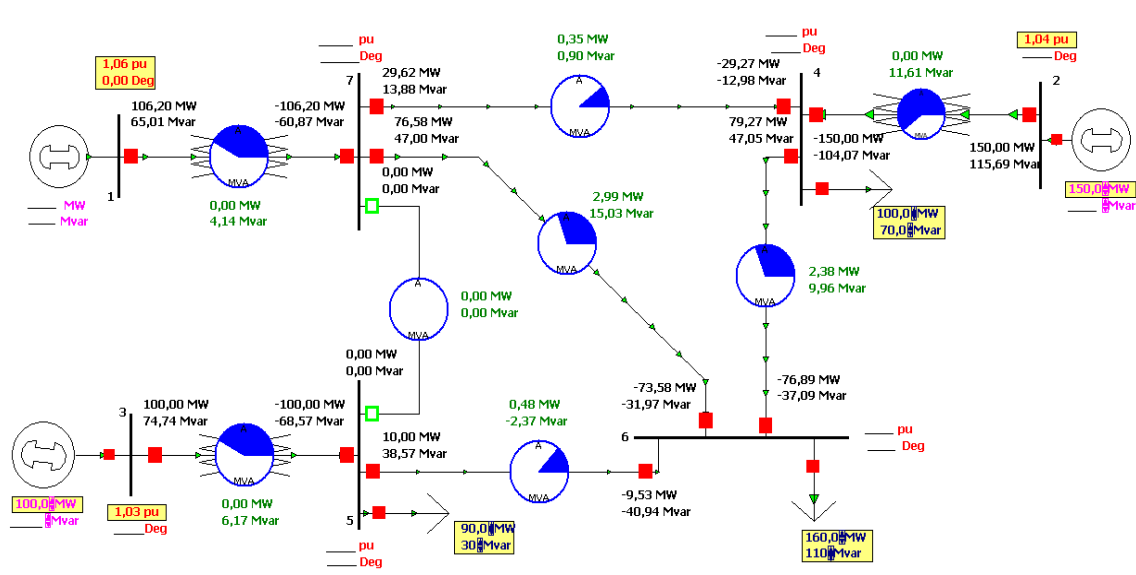 1,06 pu
0,00 Deg
106,20 MW
65,01 Mvar
-106,20 MW
-60,87 Mvar
A
MVA
0,00 MW
4,14 Mvar
1
MW
Mvar
pu
Deg
7
29,62 MW
13,88 Mvar
76,58 MW
47,00 Mvar
0,00 MW
0,00 Mvar
0,35 MW
0,90 Mvar
A
MVA
pu
Deg
-29,27 MW
-12,98 Mvar
4
79,27 MW
47,05 Mvar
-150,00 MW
-104,07 Mvar
0,00 MW
11,61 Mvar
A
MVA
1,04 pu
Deg
2
150,00 MW
115,69 Mvar
150,0 MW
Mvar
100,0 MW
70,0 Mvar
2,99 MW
15,03 Mvar
A
MVA
2,38 MW
9,96 Mvar
A
MVA
A
MVA
0,00 MW
0,00 Mvar
0,00 MW
0,00 Mvar
3
100,00 MW
74,74 Mvar
-100,00 MW
-68,57 Mvar
A
MVA
0,00 MW
6,17 Mvar
100,0 MW
Mvar
1,03 pu
Deg
10,00 MW
38,57 Mvar
5
pu
Deg
90,0 MW
30 Mvar
0,48 MW
-2,37 Mvar
A
MVA
-9,53 MW
-40,94 Mvar
-73,58 MW
-31,97 Mvar
-76,89 MW
-37,09 Mvar
6
pu
Deg
160,0 MW
110 Mvar